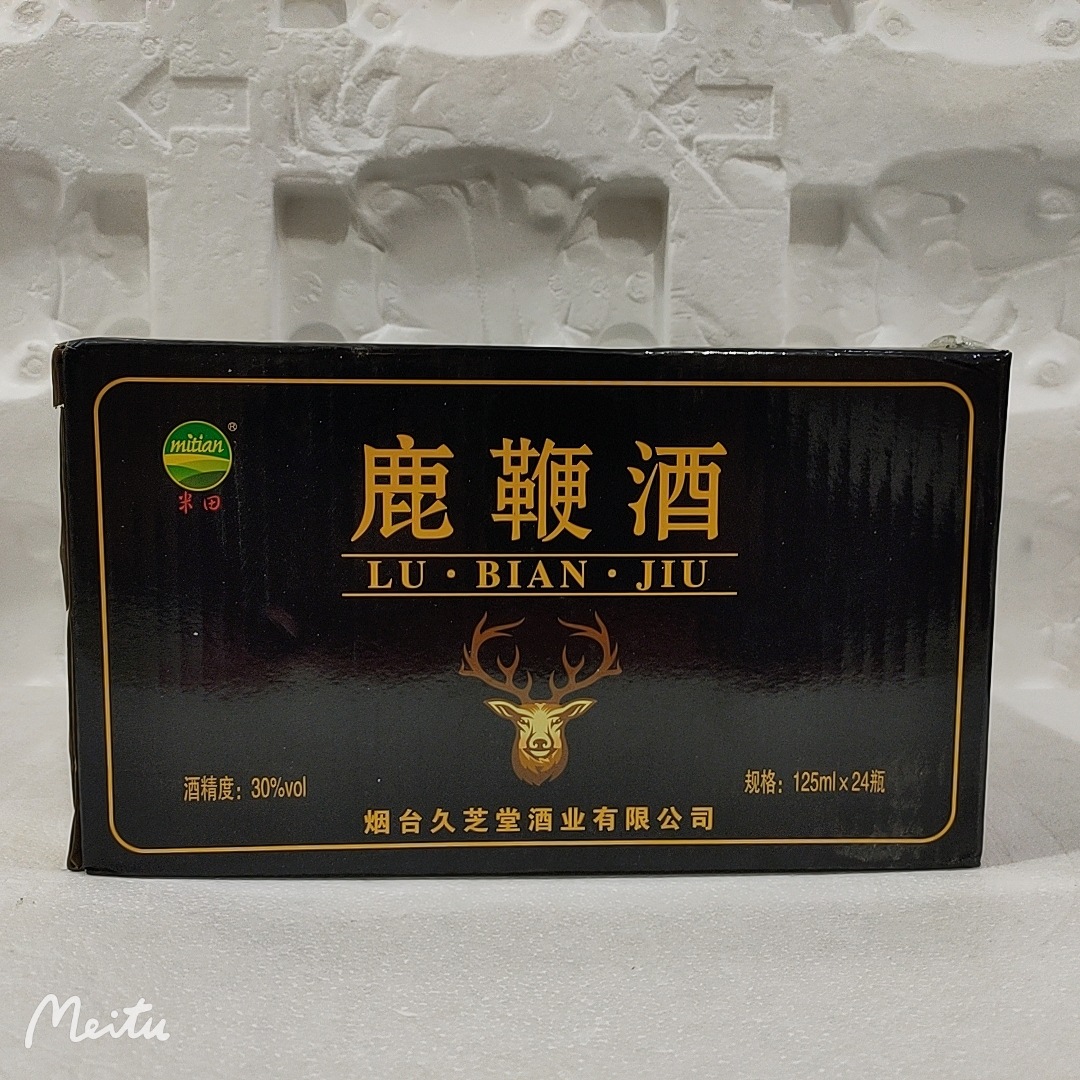 mitian®
米田
鹿鞭酒
LU·BIAN·JIU
酒精度：30%vol
规格：125ml×24瓶
烟台久芝堂酒业有限公司
Meitu